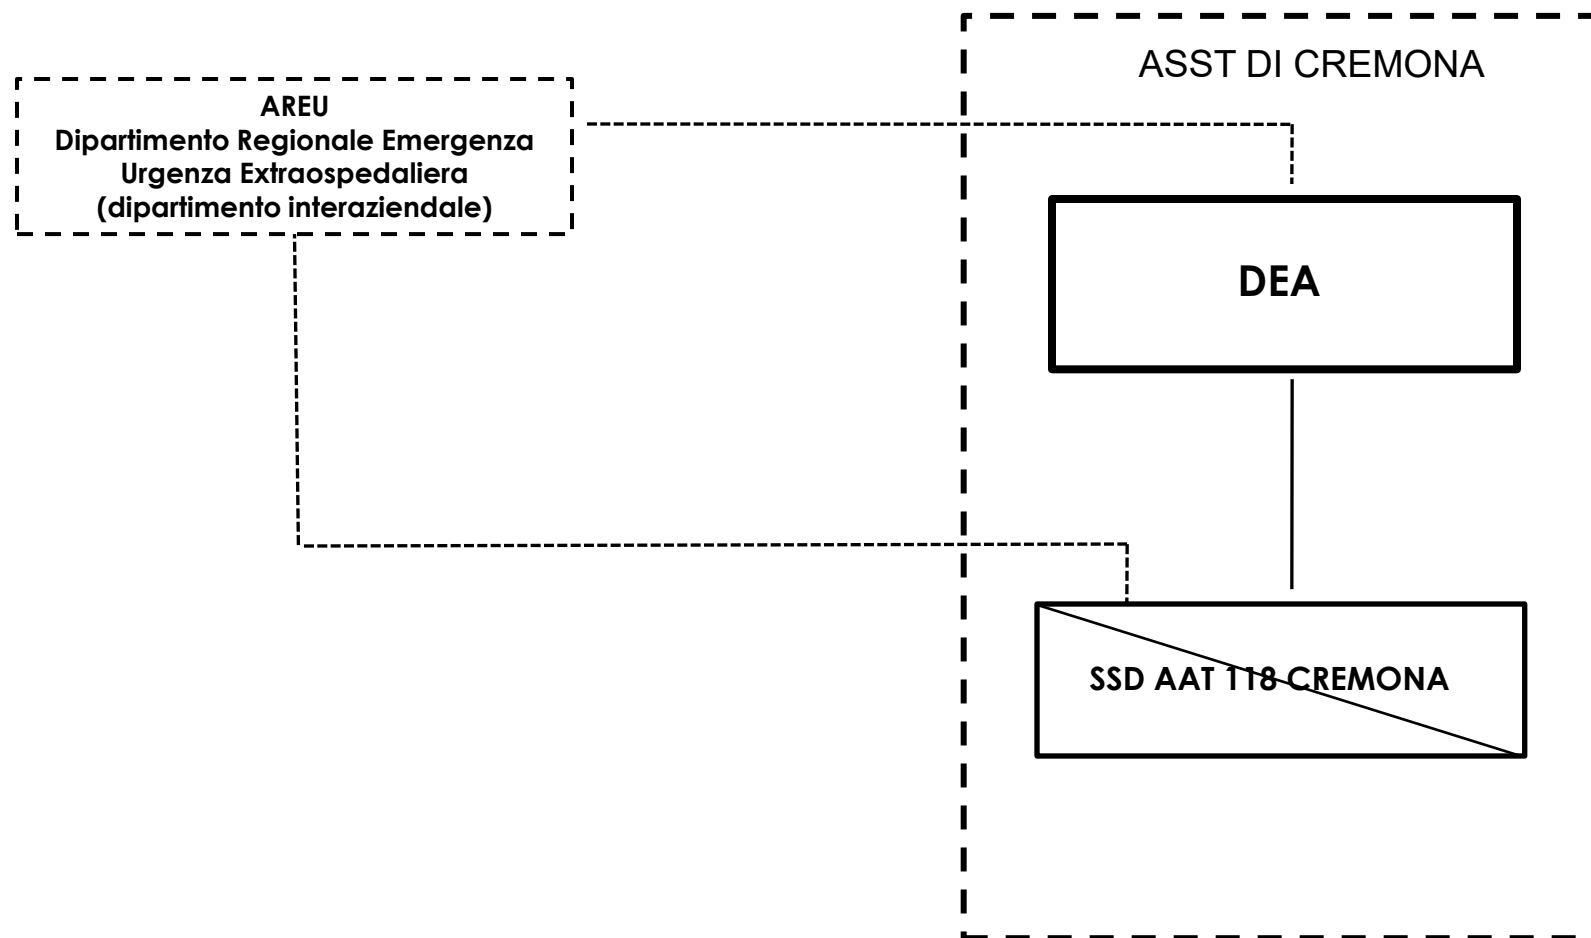 ASST DI CREMONA
AREU
Dipartimento Regionale Emergenza
Urgenza Extraospedaliera
(dipartimento interaziendale)
DEA
SSD AAT 118 CREMONA